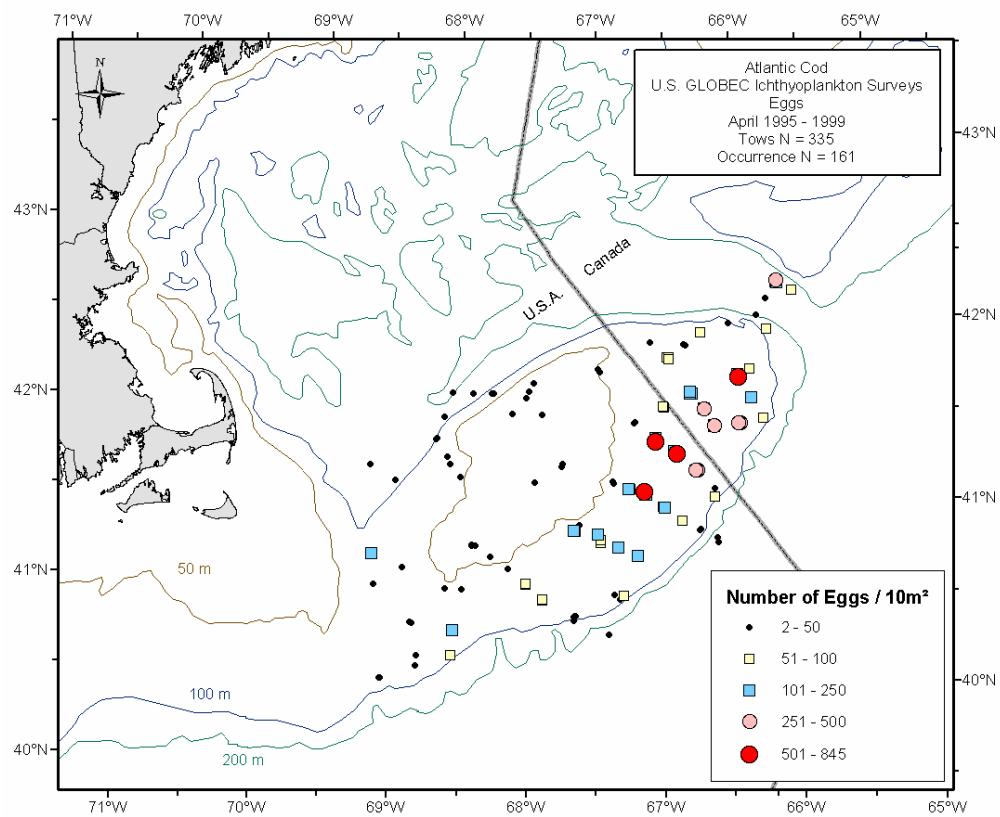 71°W 70°W 69°W 68°W 67°W 66°W 65°W
N
Atlantic Cod
U.S. GLOBEC Ichthyoplankton Surveys
Eggs
April 1995 - 1999
Tows N = 335
Occurrence N = 161
43°N
43°N
Canada
U.S.A.
42°N
42°N
41°N
41°N
50 m
Number of Eggs / 10m²
2 - 50
51 - 100
101 - 250
251 - 500
501 - 845
40°N
100 m
40°N
200 m
71°W 70°W 69°W 68°W 67°W 66°W 65°W